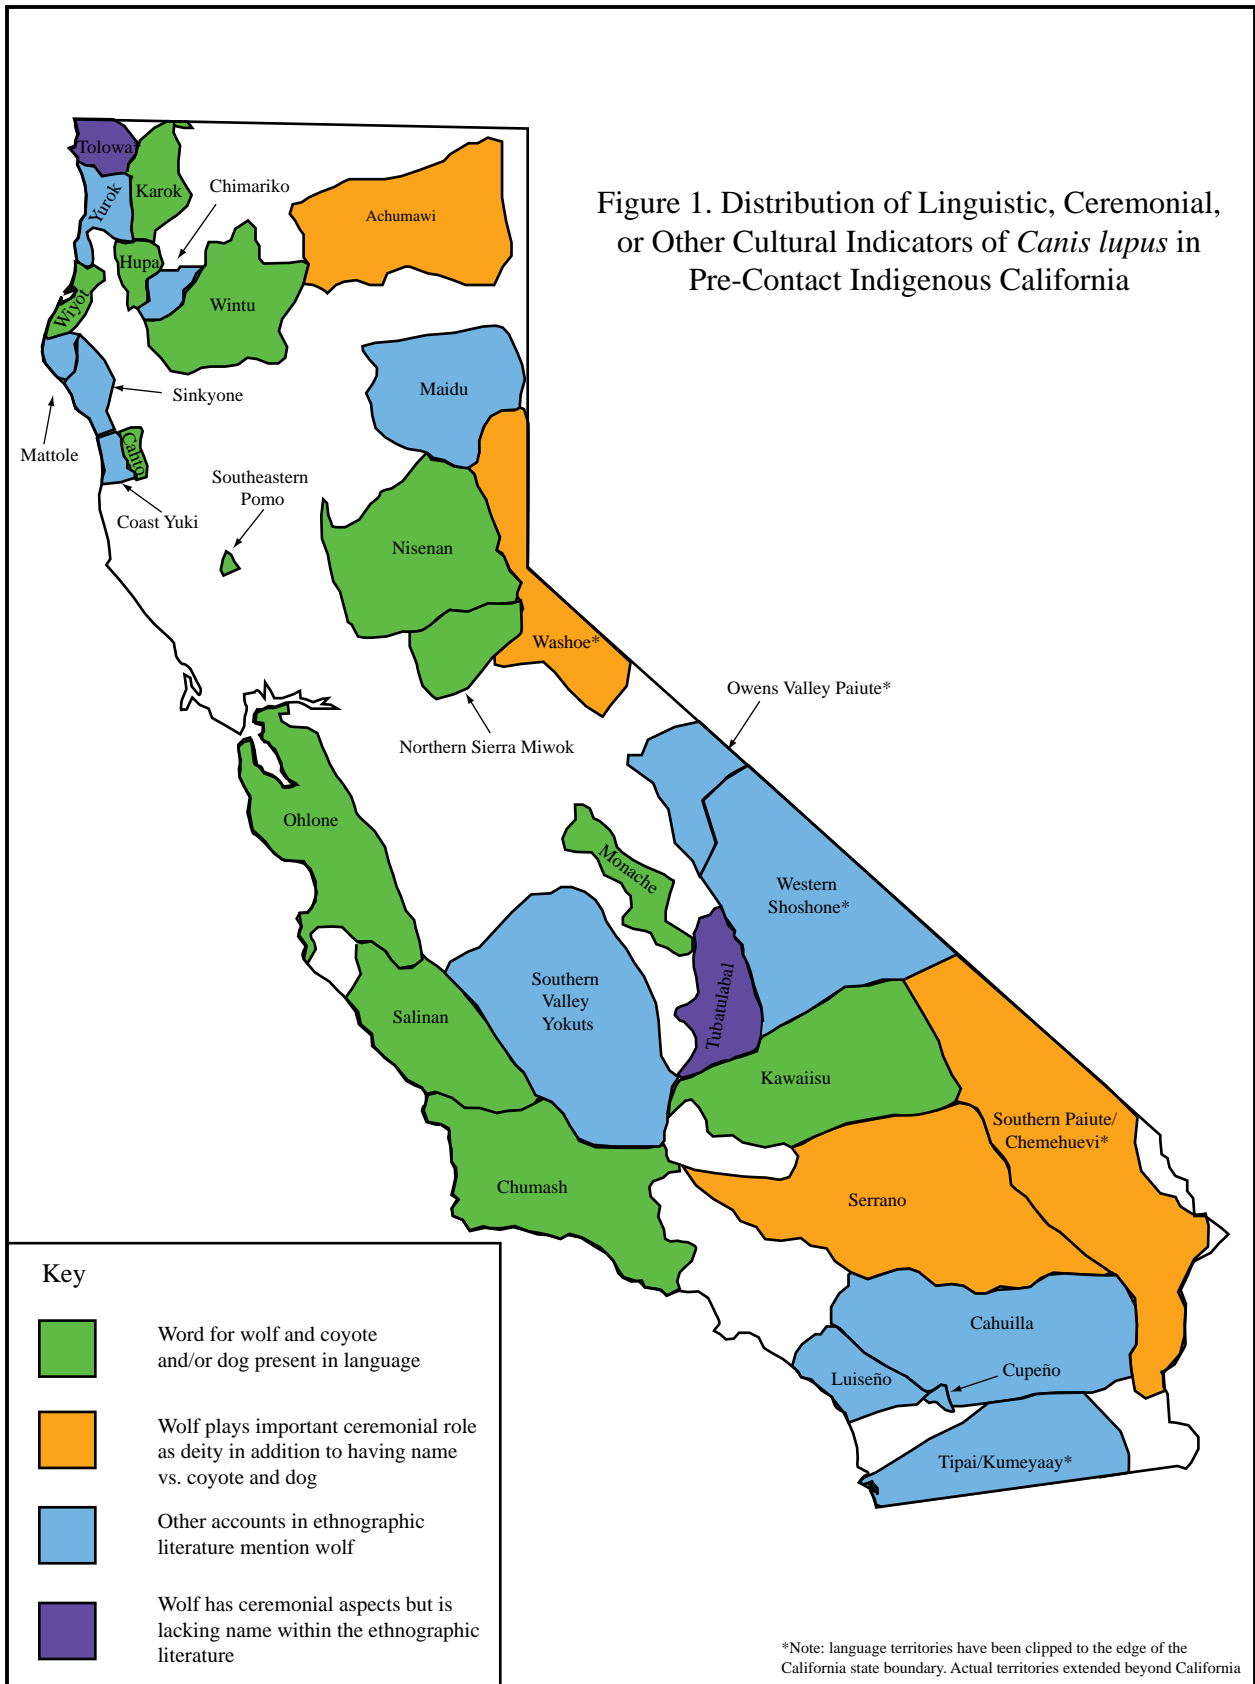 Figure 1. Distribution of Linguistic, Ceremonial,
or Other Cultural Indicators of Canis lupus in
Pre-Contact Indigenous California
Tolowa*
Karok
Yurok
Chimariko
Achumawi
Hupa
Wiyot
Wintu
Sinkyone
Maidu
Mattole
Cahto
Coast Yuki
Southeastern
Pomo
Nisenan
Washoe*
Owens Valley Paiute*
Northern Sierra Miwok
Ohlone
Monache
Western
Shoshone*
Southern
Valley
Yokuts
Tubatulabal
Salinan
Kawaiisu
Southern Paiute/
Chemehuevi*
Chumash
Serrano
Cahuilla
Luiseño
Cupeño
Tipai/Kumeyaay*
Key
Word for wolf and coyote
and/or dog present in language
Wolf plays important ceremonial role
as deity in addition to having name
vs. coyote and dog
Other accounts in ethnographic
literature mention wolf
Wolf has ceremonial aspects but is
lacking name within the ethnographic
literature
*Note: language territories have been clipped to the edge of the
California state boundary. Actual territories extended beyond California